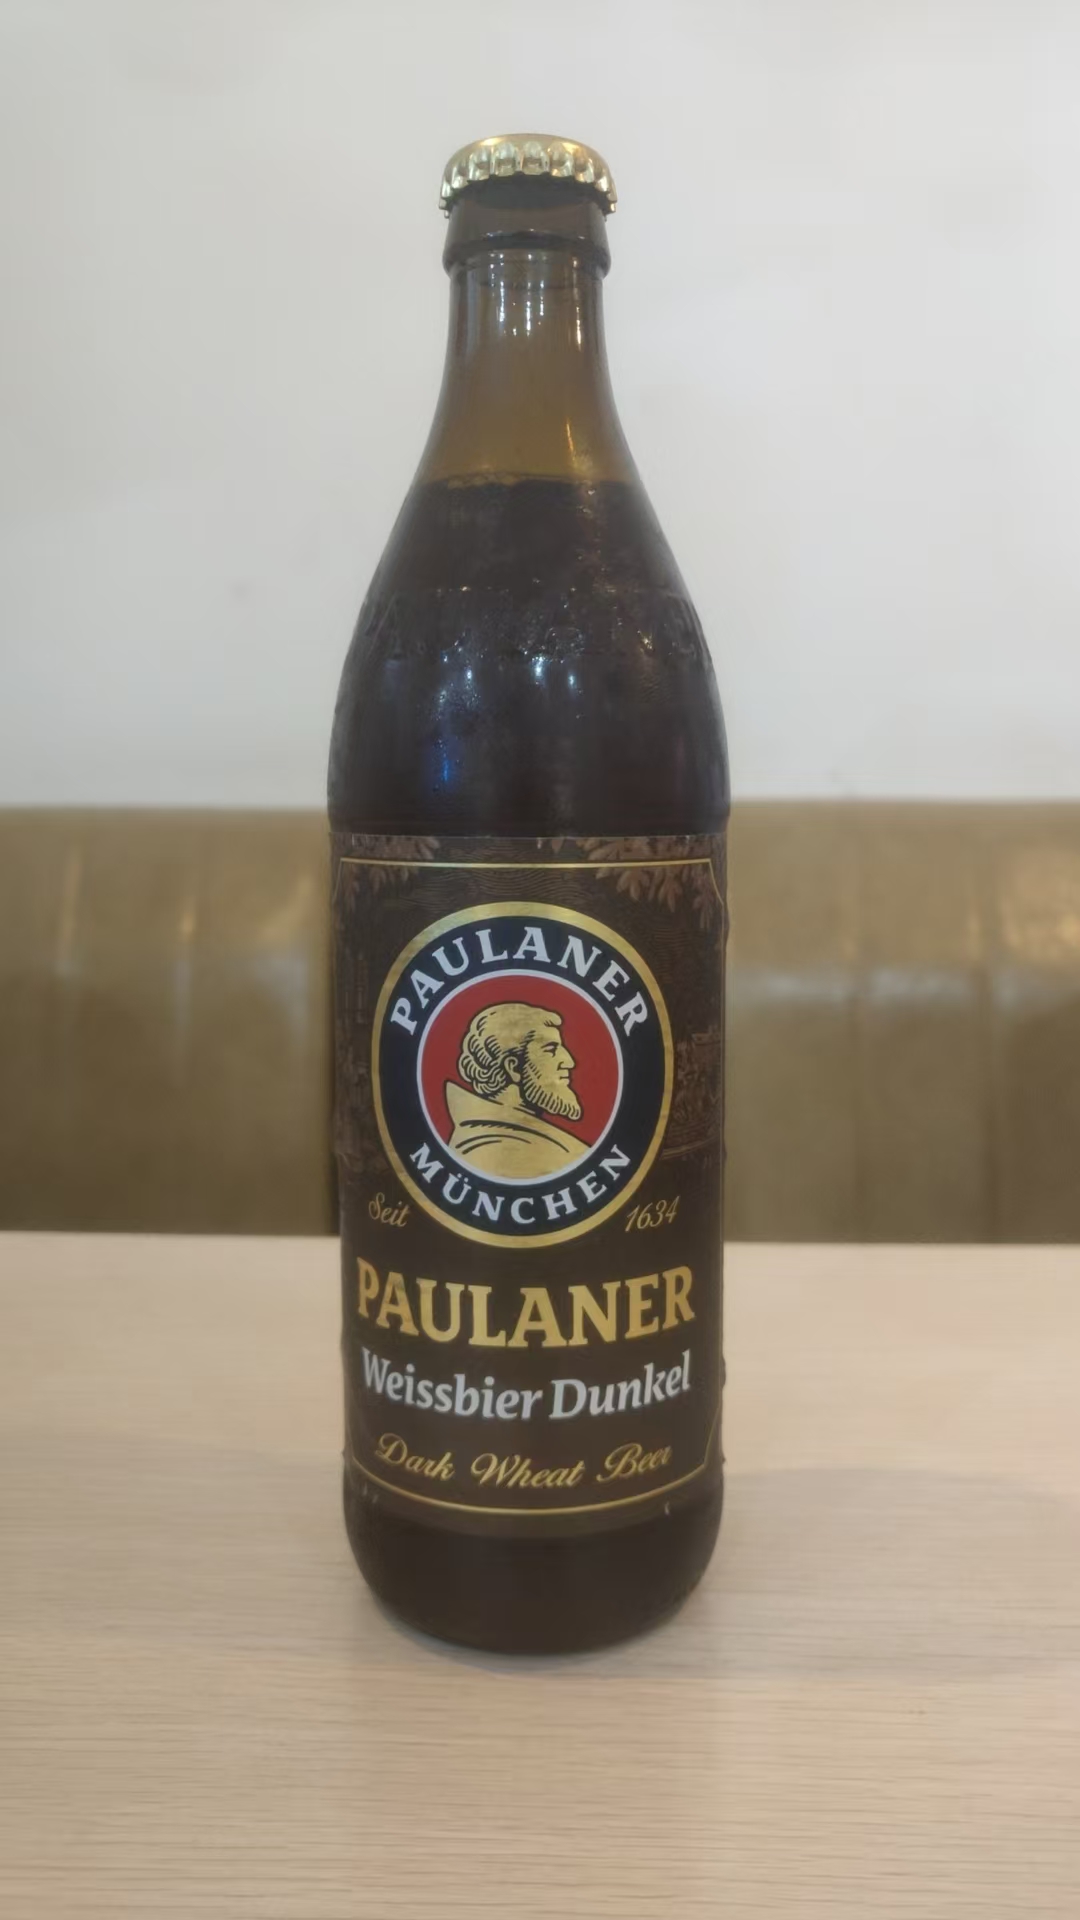 PAULANER
MÜNCHEN
Seit 1634
PAULANER
Weissbier Dunkel
Dark Wheat Beer